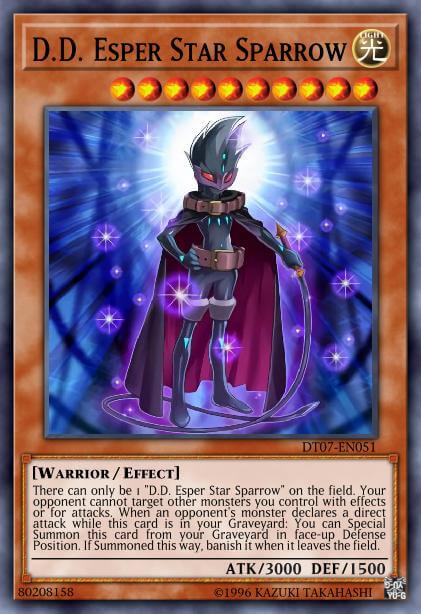 D.D. Esper Star Sparrow
LIGHT
光
DT07-EN051
[Warrior / Effect]
There can only be 1 "D.D. Esper Star Sparrow" on the field. Your
opponent cannot target other monsters you control with effects
or for attacks. When an opponent's monster declares a direct
attack while this card is in your Graveyard: You can Special
Summon this card from your Graveyard in face-up Defense
Position. If Summoned this way, banish it when it leaves the field.
ATK/3000 DEF/1500
80208158
©1996 KAZUKI TAKAHASHI